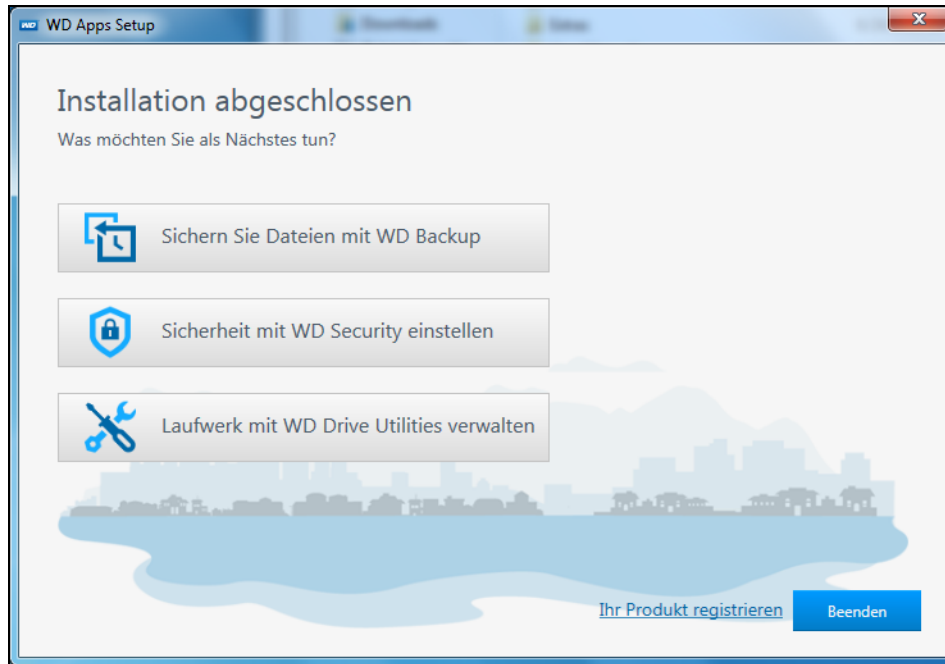 WD WD Apps Setup
Installation abgeschlossen
Was möchten Sie als Nächstes tun?
Sichern Sie Dateien mit WD Backup
Sicherheit mit WD Security einstellen
Laufwerk mit WD Drive Utilities verwalten
Ihr Produkt registrieren
Beenden